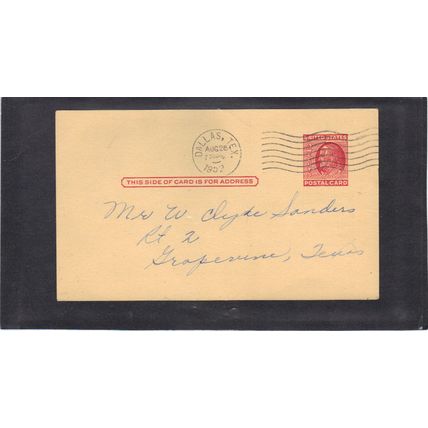 DALLAS, TEX.
AUG 26
1952
UNITED STATES
POSTAL CARD
THIS SIDE OF CARD IS FOR ADDRESS
Mr W Clyde Sanders
Rt 2
Grapevine, Texas